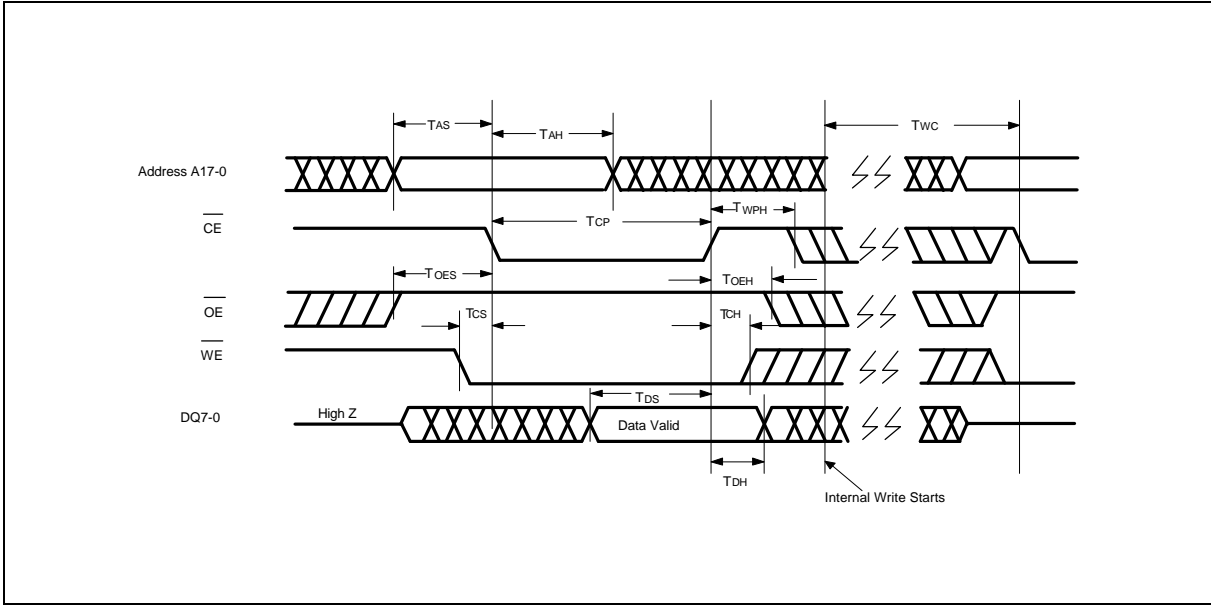 TAS
TAH
TWC
Address A17-0
TCP
TWPH
CE
TOES
TOEH
OE
TCS
TCH
WE
TDS
DQ7-0
High Z
Data Valid
TDH
Internal Write Starts